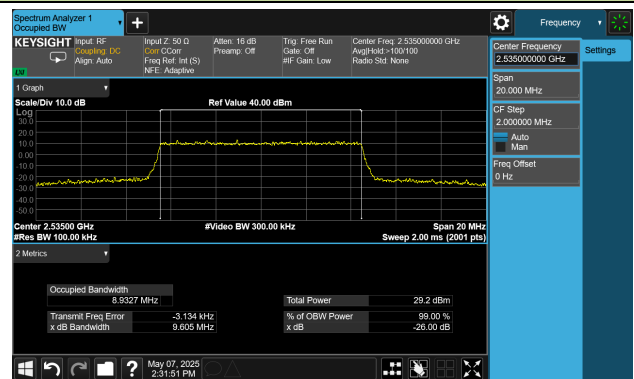 Spectrum Analyzer 1
Occupied BW
Frequency
KEYSIGHT
Input: RF
Coupling: DC
Align: Auto
Input Z: 50 Ω
Corr CCorr
Freq Ref: Int (S)
NFE: Adaptive
Atten: 16 dB
Preamp: Off
Trig: Free Run
Gate: Off
#IF Gain: Low
Center Freq: 2.535000000 GHz
Avg|Hold:>100/100
Radio Std: None
LXI
Center Frequency
2.535000000 GHz
Settings
Span
20.000 MHz
CF Step
2.000000 MHz
Auto
Man
Freq Offset
0 Hz
1 Graph
Scale/Div 10.0 dB
Ref Value 40.00 dBm
Log
30.0
20.0
10.0
0.00
-10.0
-20.0
-30.0
-40.0
-50.0
Center 2.53500 GHz
#Video BW 300.00 kHz
Span 20 MHz
#Res BW 100.00 kHz
Sweep 2.00 ms (2001 pts)
2 Metrics
Occupied Bandwidth
8.9327 MHz
Total Power
29.2 dBm
Transmit Freq Error
-3.134 kHz
% of OBW Power
99.00 %
x dB Bandwidth
9.605 MHz
x dB
-26.00 dB
?
May 07, 2025
2:31:51 PM